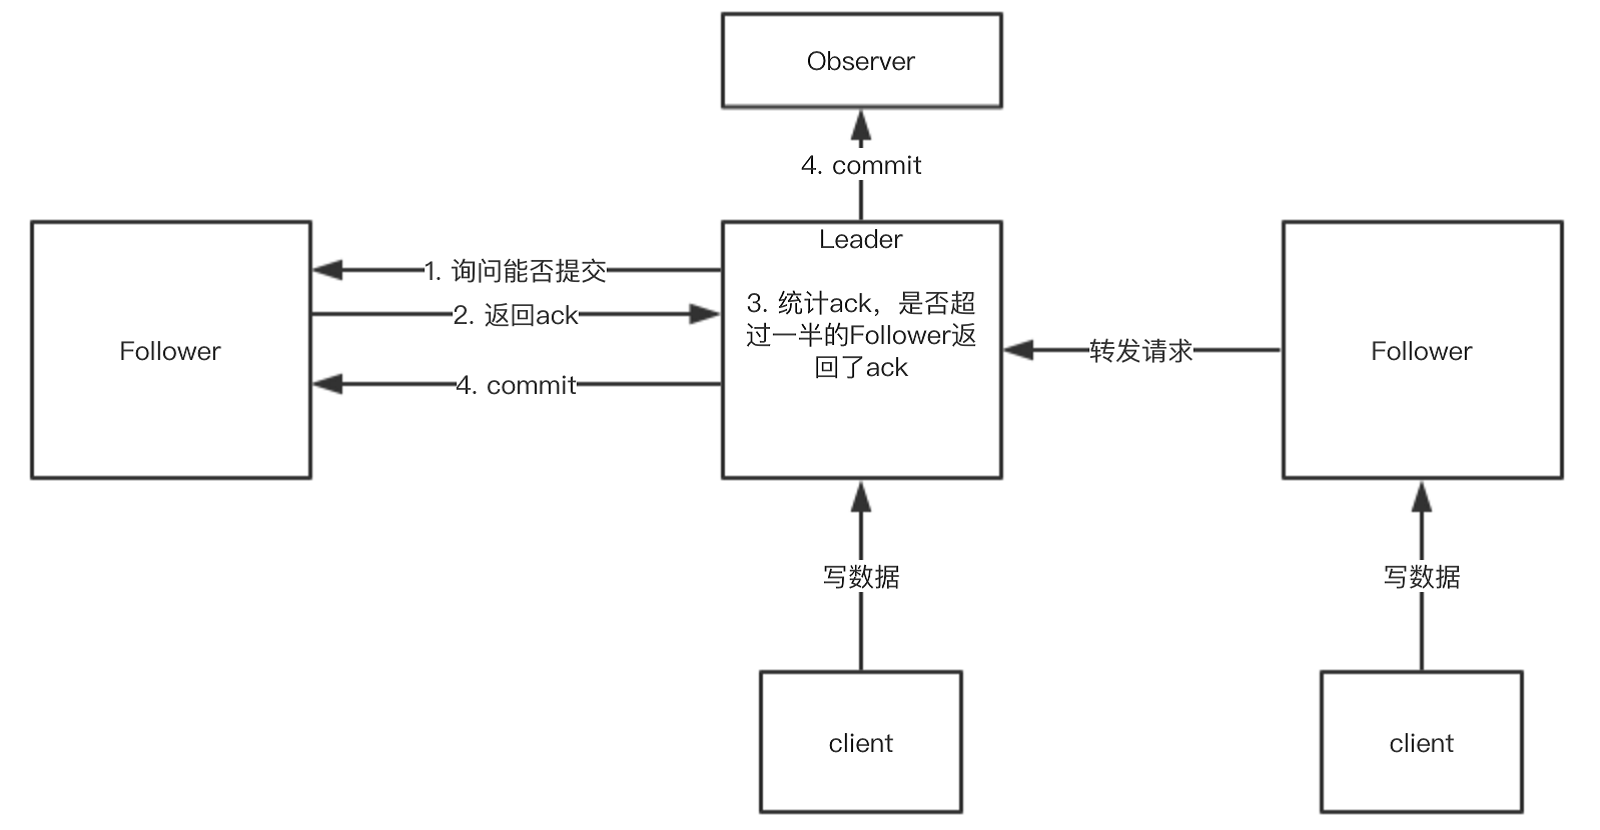 Observer
4. commit
Leader
1. 询问能否提交
2. 返回ack
3. 统计ack，是否超
过一半的Follower返
回了ack
Follower
转发请求
Follower
4. commit
写数据
写数据
client
client